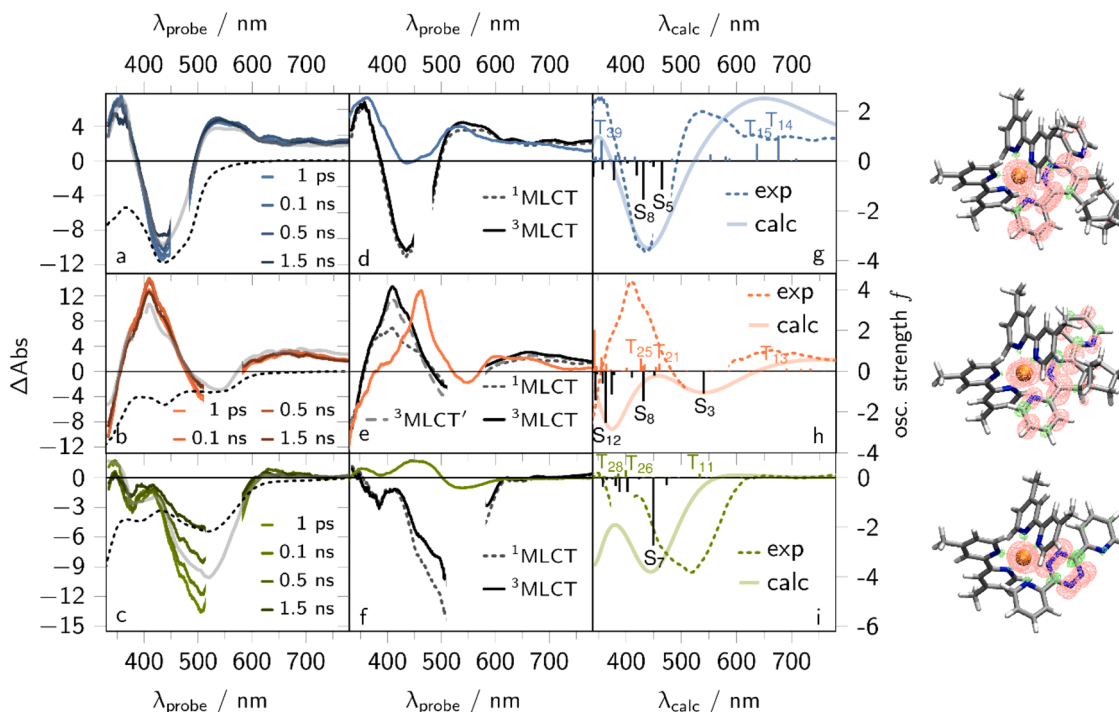 λprobe / nm
λprobe / nm
λcalc / nm
400 500 600 700
400 500 600 700
400 500 600 700
ΔAbs
osc. strength f
4
0
−4
−8
−12
1 ps
0.1 ns
0.5 ns
1.5 ns
a
¹MLCT
³MLCT
d
T39
T15
T14
S8
S5
exp
calc
g
2
0
−2
−4
12
8
4
0
−4
−8
1 ps
0.1 ns
0.5 ns
1.5 ns
b
¹MLCT
³MLCT′
³MLCT
e
exp
calc
T25
T21
T13
S12
S8
S3
h
4
2
0
−2
−4
0
−3
−6
−9
−12
−15
1 ps
0.1 ns
0.5 ns
1.5 ns
c
¹MLCT
³MLCT
f
T28
T26
T11
S7
exp
calc
i
0
−2
−4
−6
400 500 600 700
400 500 600 700
400 500 600 700
λprobe / nm
λprobe / nm
λcalc / nm